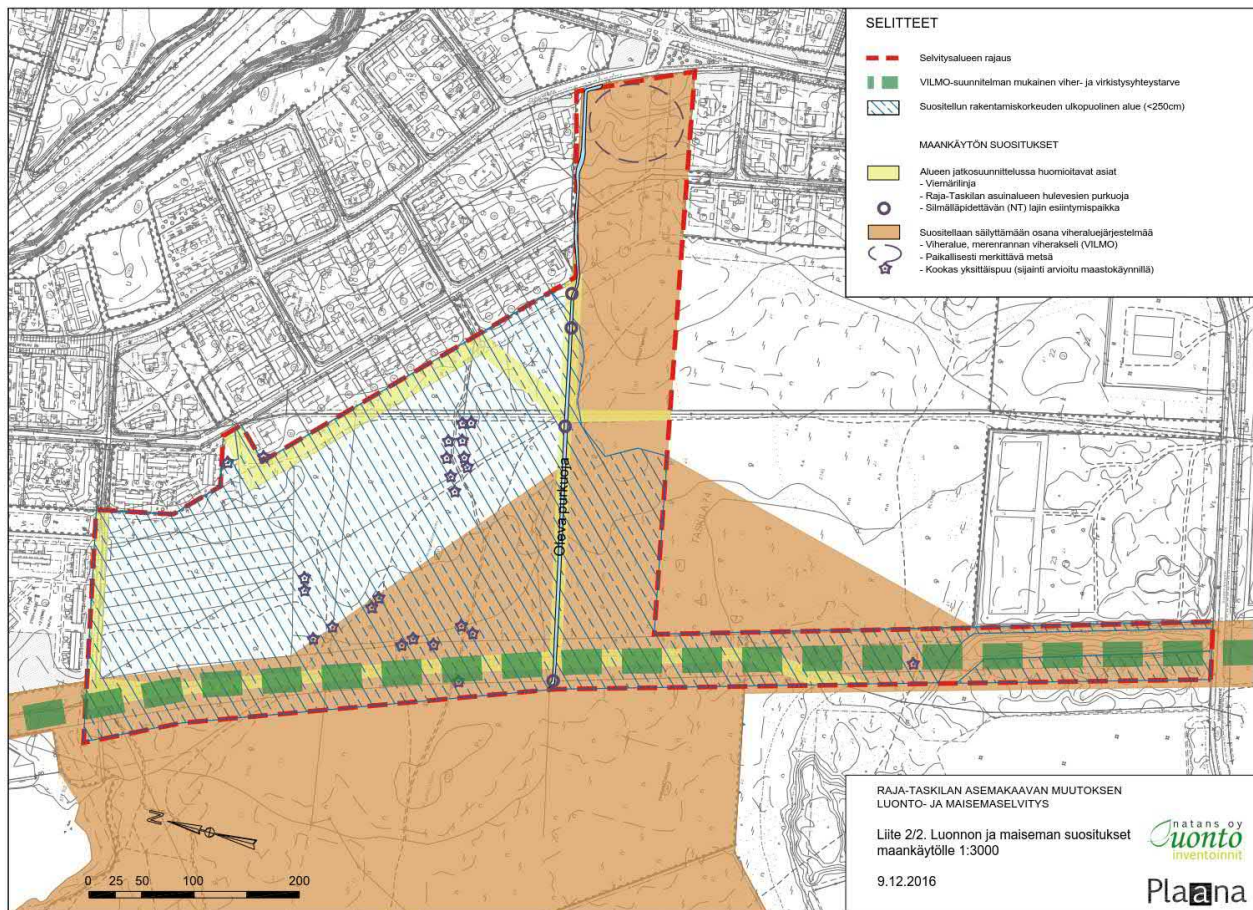 SELITTEET
Selvitysalueen rajaus
VILMO-suunnitelman mukainen viher- ja virkistysyhteystarve
Suositellun rakentamiskorkeuden ulkopuolinen alue (<250cm)
MAANKÄYTÖN SUOSITUKSET
Alueen jatkosuunnittelussa huomioitavat asiat
- Viemärilinja
- Raja-Taskilan asuinalueen hulevesien purkuoja
- Silmälläpidettävän (NT) lajin esiintymispaikka
Suositellaan säilyttämään osana viheraluejärjestelmää
- Viheralue, merenrannan viherakseli (VILMO)
- Paikallisesti merkittävä metsä
- Kookas yksittäispuu (sijainti arvioitu maastokäynnillä)
Oleva purkuoja
TASKILA
N
0 25 50 100 200
RAJA-TASKILAN ASEMAKAAVAN MUUTOKSEN
LUONTO- JA MAISEMASELVITYS
Liite 2/2. Luonnon ja maiseman suositukset
maankäytölle 1:3000
9.12.2016
natans oy
luonto
inventoinnit
Plaana